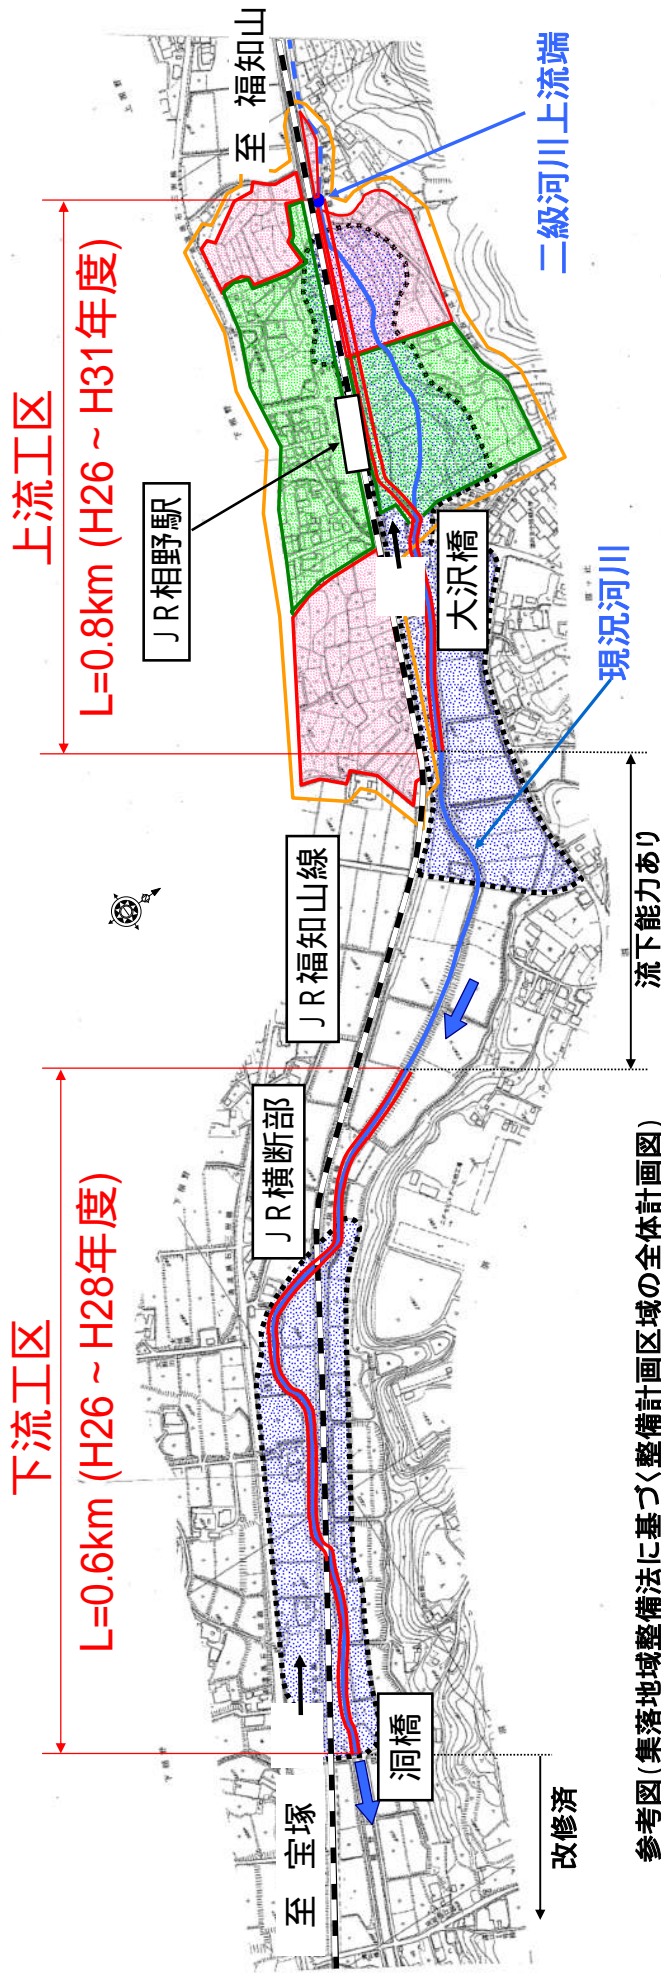 下流工区
L=0.6km (H26 ~ H28年度)
上流工区
L=0.8km (H26 ~ H31年度)
至 宝塚
洞橋
改修済
JR横断部
JR福知山線
流下能力あり
JR相野駅
大沢橋
現況河川
至 福知山
二級河川上流端
参考図(集落地域整備法に基づく整備計画区域の全体計画図)